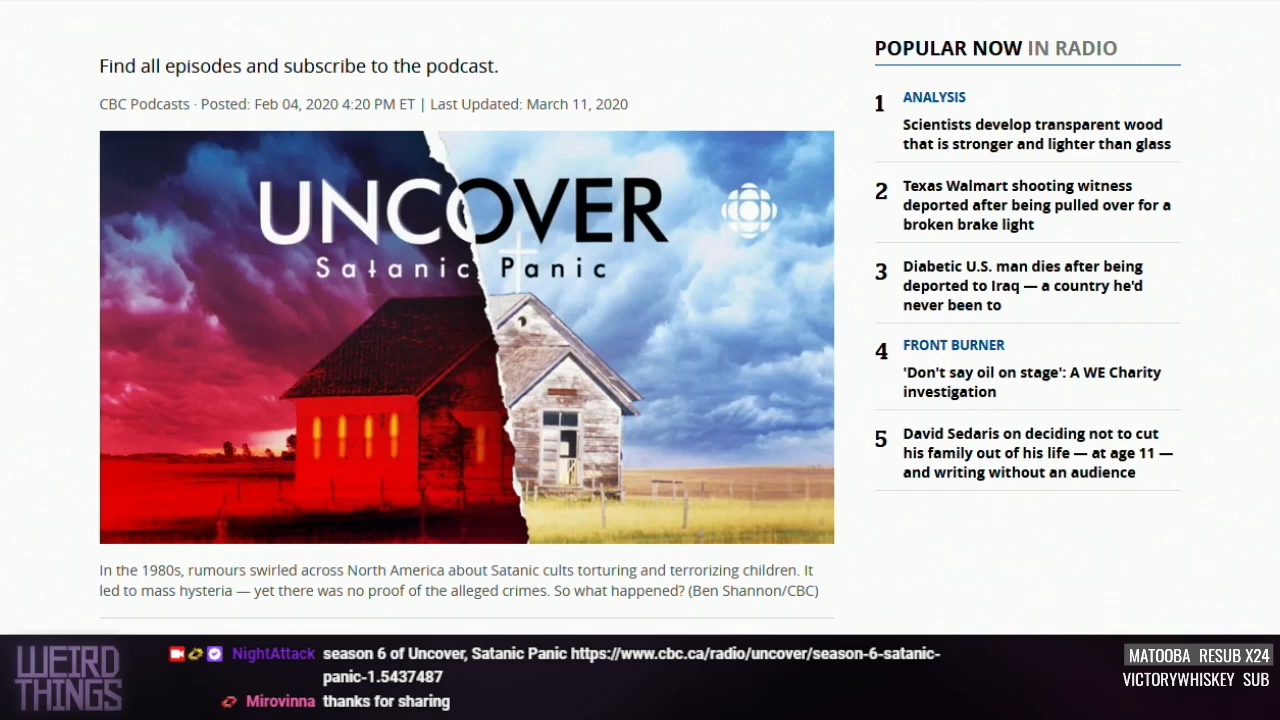 Find all episodes and subscribe to the podcast.
CBC Podcasts · Posted: Feb 04, 2020 4:20 PM ET | Last Updated: March 11, 2020
UNCOVER
Satanic Panic
In the 1980s, rumours swirled across North America about Satanic cults torturing and terrorizing children. It
led to mass hysteria — yet there was no proof of the alleged crimes. So what happened? (Ben Shannon/CBC)
POPULAR NOW IN RADIO
1 ANALYSIS
Scientists develop transparent wood
that is stronger and lighter than glass
2 Texas Walmart shooting witness
deported after being pulled over for a
broken brake light
3 Diabetic U.S. man dies after being
deported to Iraq — a country he'd
never been to
4 FRONT BURNER
'Don't say oil on stage': A WE Charity
investigation
5 David Sedaris on deciding not to cut
his family out of his life — at age 11 —
and writing without an audience
WEIRD
THINGS
NightAttack season 6 of Uncover, Satanic Panic https://www.cbc.ca/radio/uncover/season-6-satanic-
panic-1.5437487
Mirovinna thanks for sharing
MATOOBA RESUB X24
VICTORYWHISKEY SUB